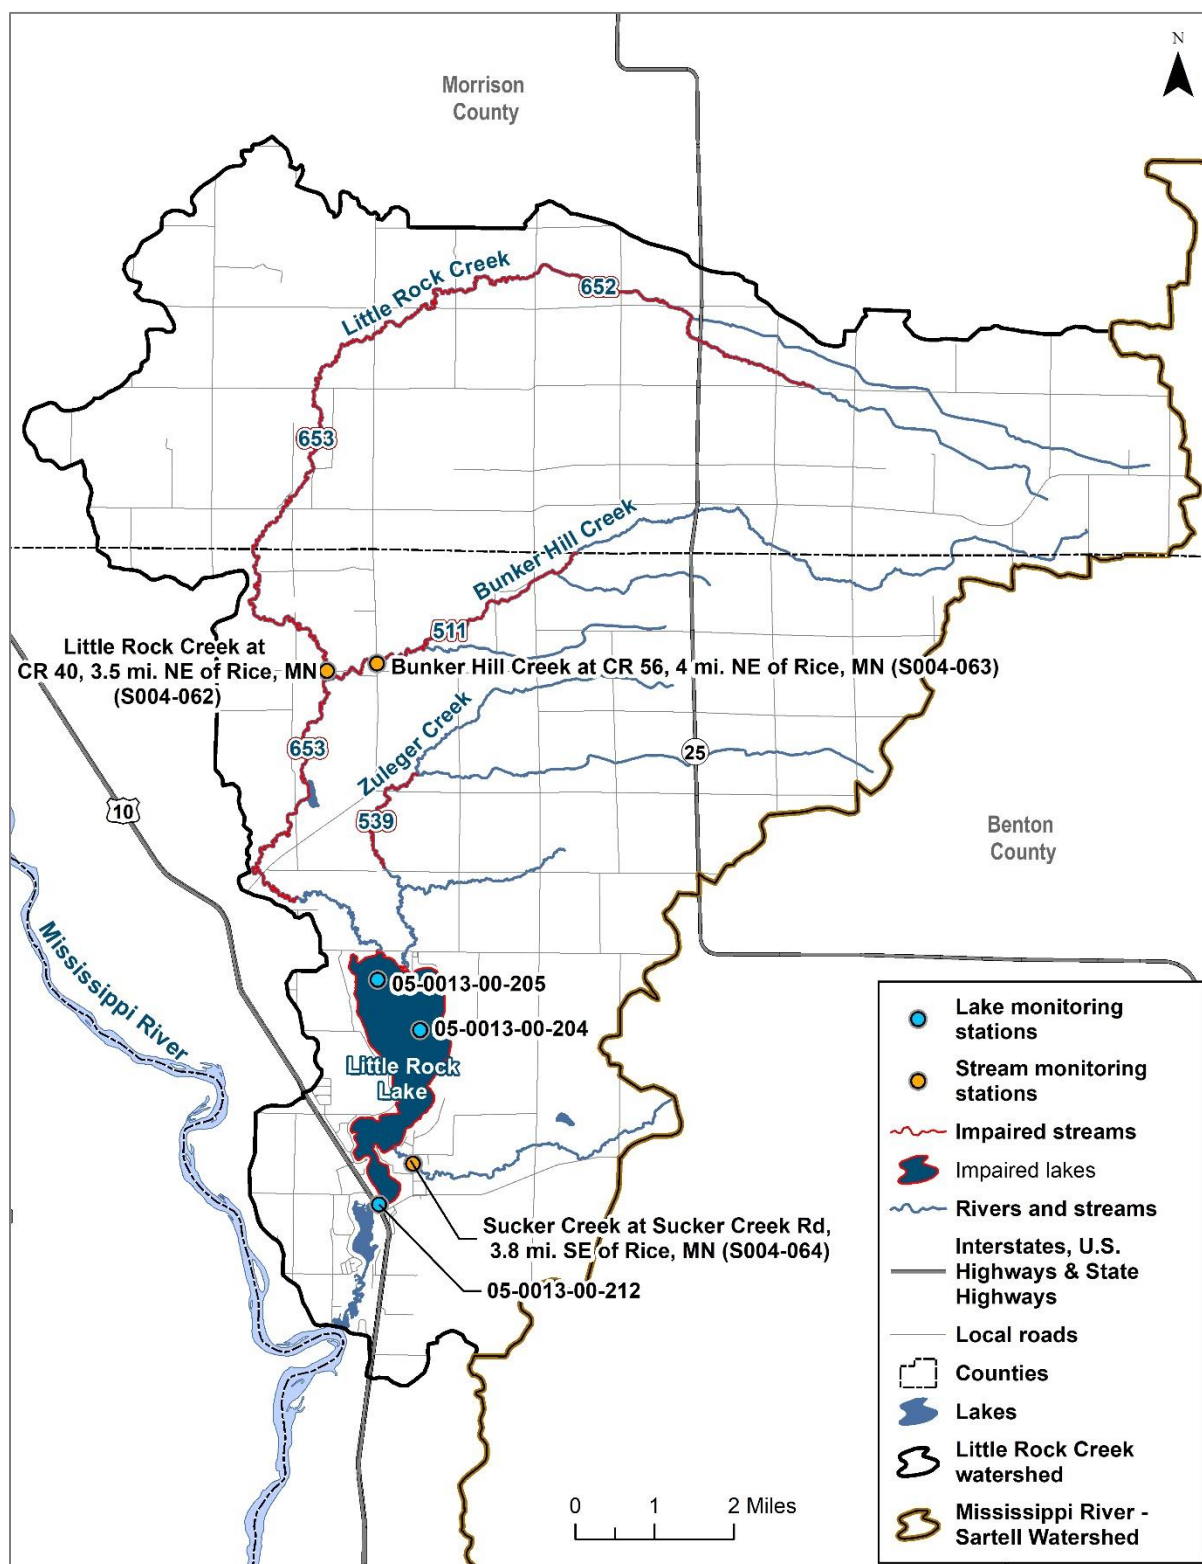 N
Morrison
County
Little Rock Creek
652
653
Bunker Hill Creek
511
Little Rock Creek at
CR 40, 3.5 mi. NE of Rice, MN
(S004-062)
Bunker Hill Creek at CR 56, 4 mi. NE of Rice, MN (S004-063)
653
Zuleger Creek
25
10
539
Benton
County
Mississippi River
05-0013-00-205
05-0013-00-204
Little Rock
Lake
Sucker Creek at Sucker Creek Rd,
3.8 mi. SE of Rice, MN (S004-064)
05-0013-00-212
0 1 2 Miles
Lake monitoring
stations
Stream monitoring
stations
Impaired streams
Impaired lakes
Rivers and streams
Interstates, U.S.
Highways & State
Highways
Local roads
Counties
Lakes
Little Rock Creek
watershed
Mississippi River -
Sartell Watershed